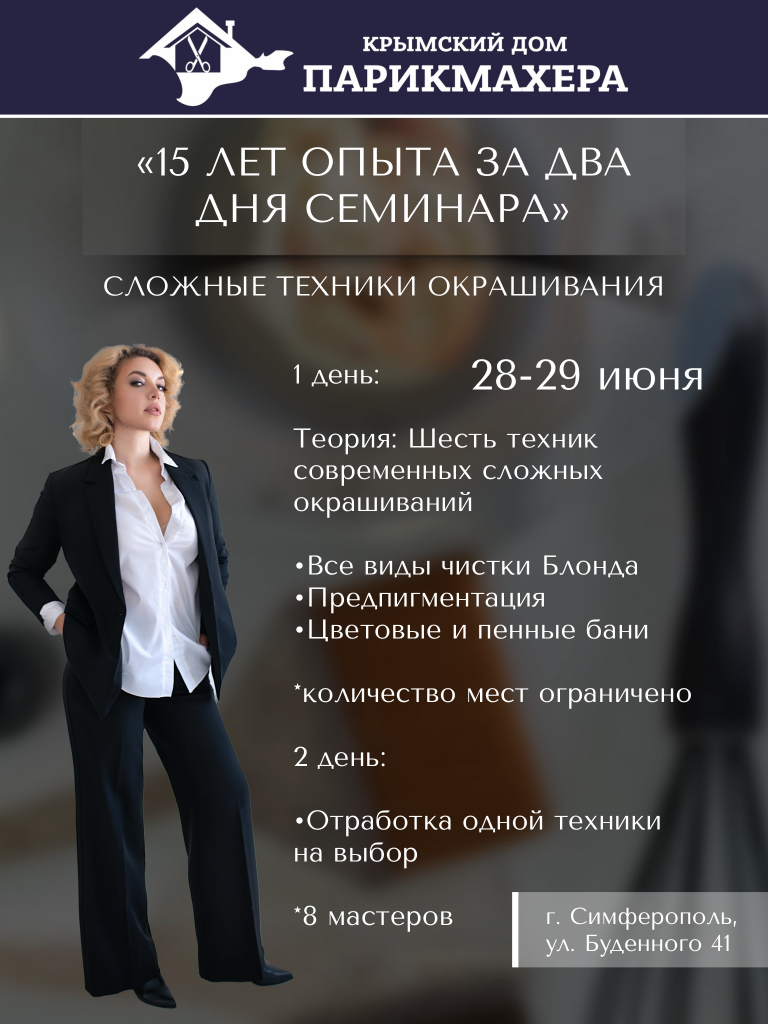 КРЫМСКИЙ ДОМ
ПАРИКМАХЕРА
«15 ЛЕТ ОПЫТА ЗА ДВА
ДНЯ СЕМИНАРА»
СЛОЖНЫЕ ТЕХНИКИ ОКРАШИВАНИЯ
1 день:
28-29 июня
Теория: Шесть техник
современных сложных
окрашиваний
•Все виды чистки Блонда
•Предпигментация
•Цветовые и пенные бани
*количество мест ограничено
2 день:
•Отработка одной техники
на выбор
*8 мастеров
г. Симферополь,
ул. Буденного 41